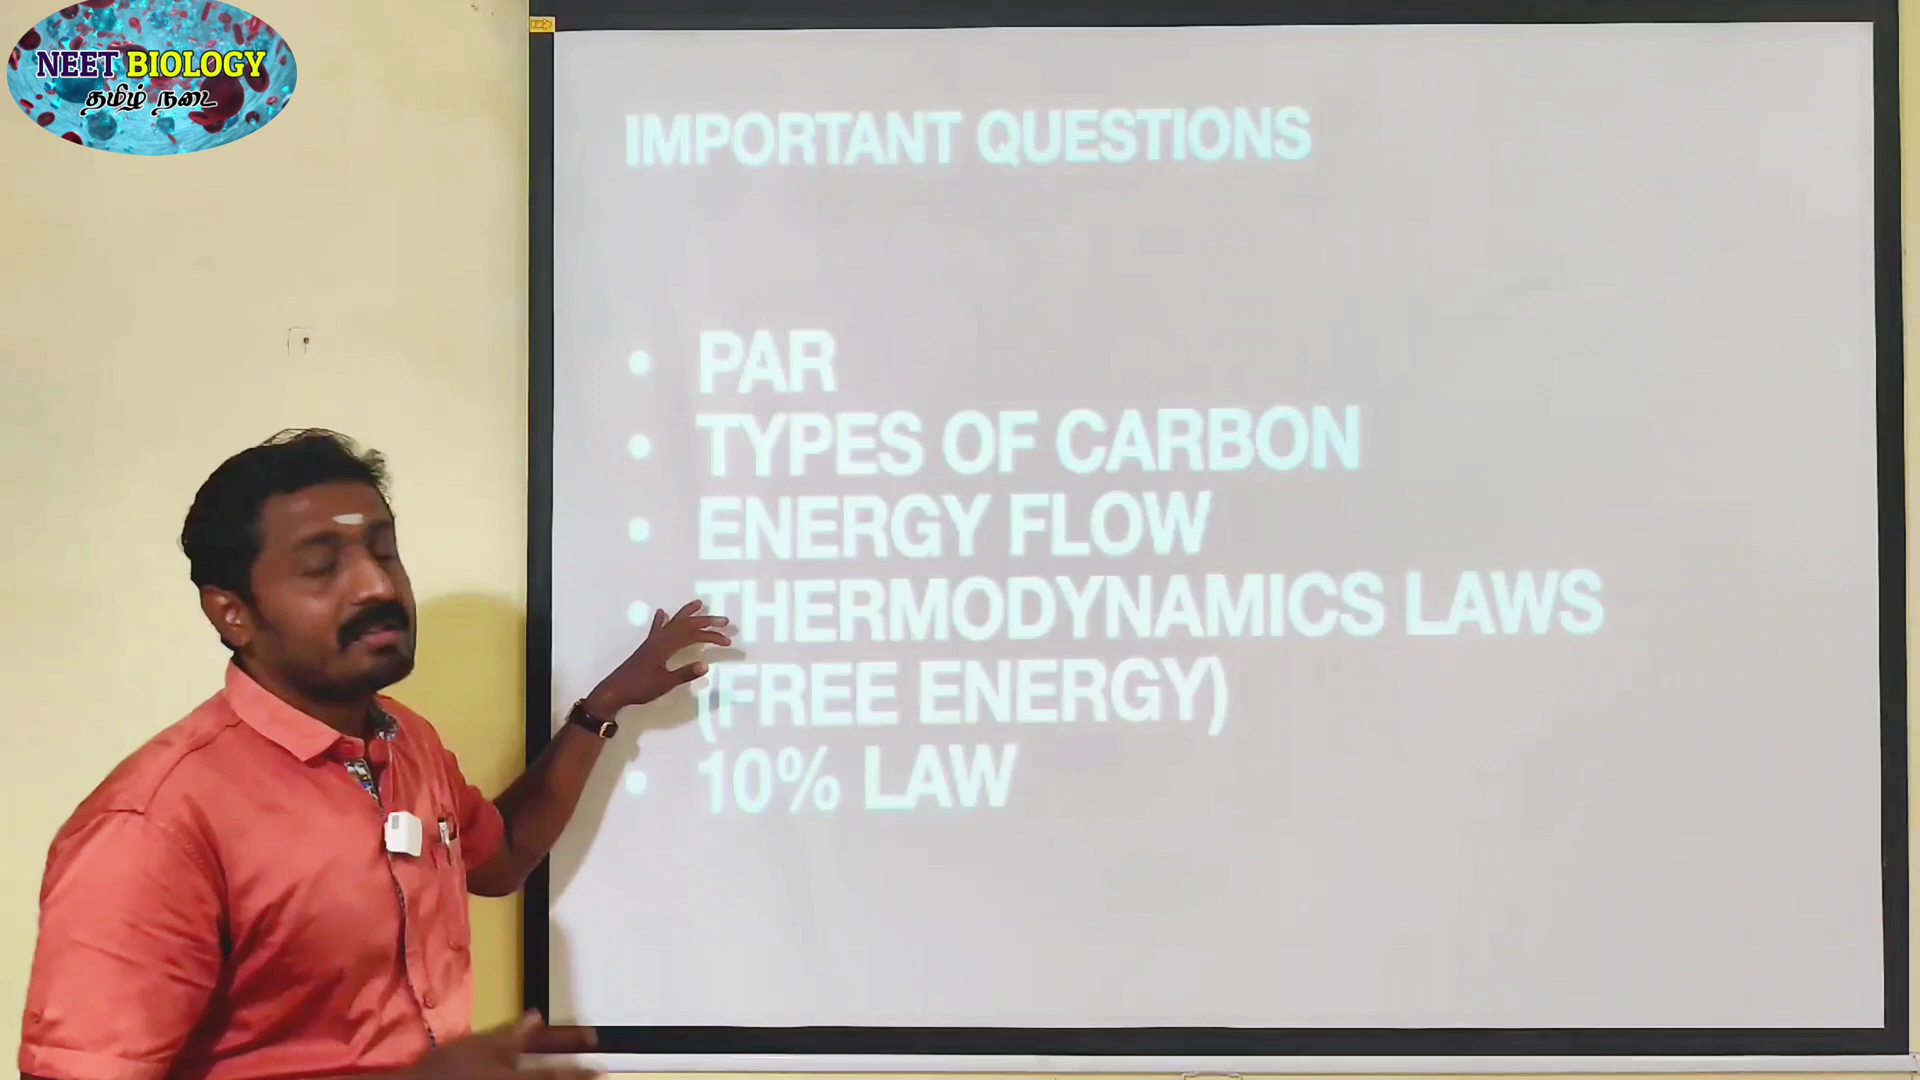 NEET BIOLOGY
தமிழ் நடை
IMPORTANT QUESTIONS
• PAR
• TYPES OF CARBON
• ENERGY FLOW
• THERMODYNAMICS LAWS
(FREE ENERGY)
• 10% LAW